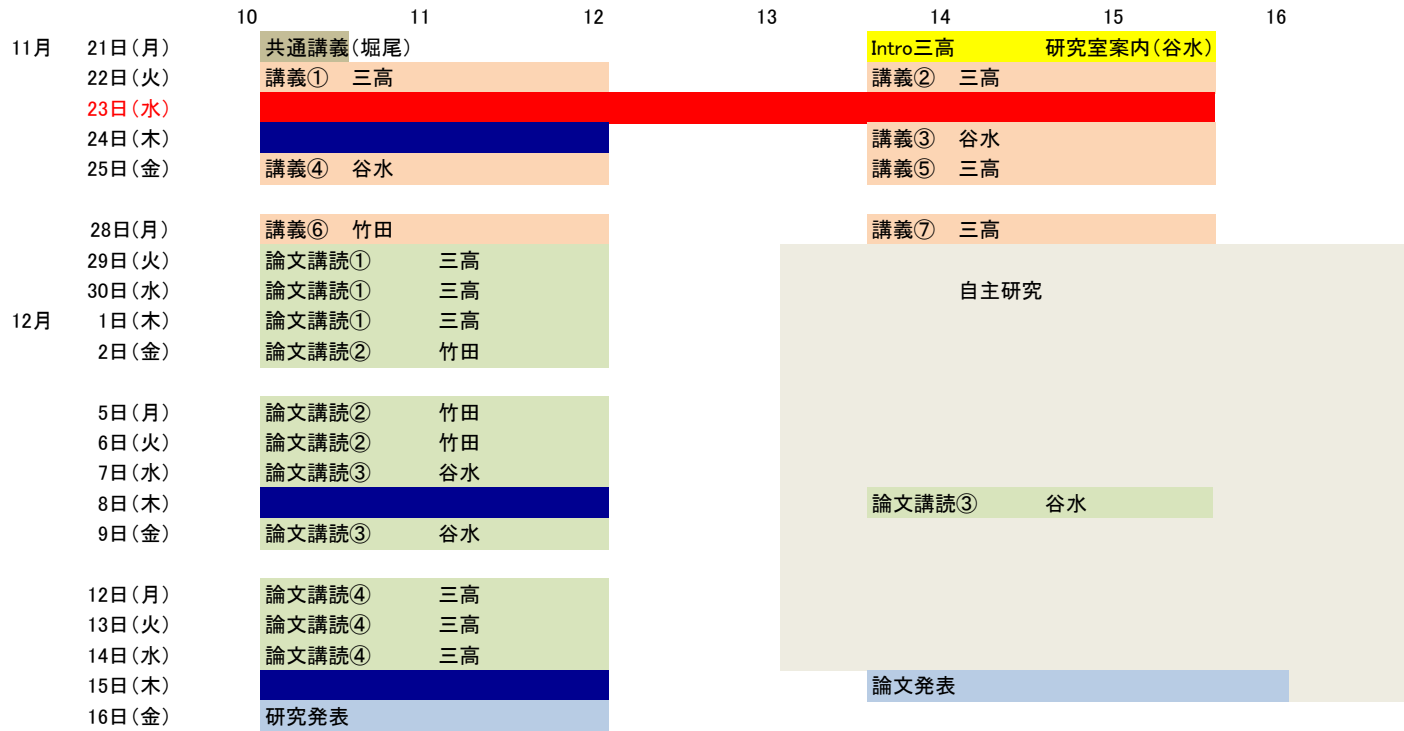 10 11 12 13 14 15 16
11月 21日(月) 共通講義(堀尾) Intro三高 研究室案内(谷水)
22日(火) 講義① 三高 講義② 三高
23日(水)
24日(木) 講義③ 谷水
25日(金) 講義④ 谷水 講義⑤ 三高
28日(月) 講義⑥ 竹田 講義⑦ 三高
29日(火) 論文講読① 三高
30日(水) 論文講読① 三高 自主研究
12月 1日(木) 論文講読① 三高
2日(金) 論文講読② 竹田
5日(月) 論文講読② 竹田
6日(火) 論文講読② 竹田
7日(水) 論文講読③ 谷水
8日(木) 論文講読③ 谷水
9日(金) 論文講読③ 谷水
12日(月) 論文講読④ 三高
13日(火) 論文講読④ 三高
14日(水) 論文講読④ 三高
15日(木) 論文発表
16日(金) 研究発表